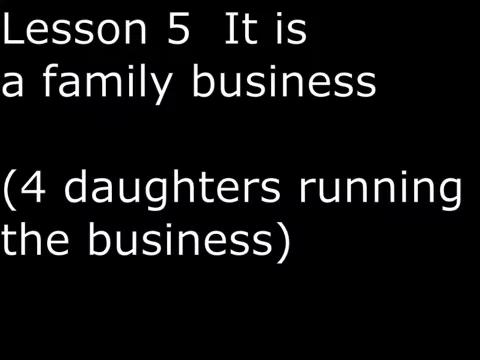 Lesson 5  It is
a family business
(4 daughters running
the business)